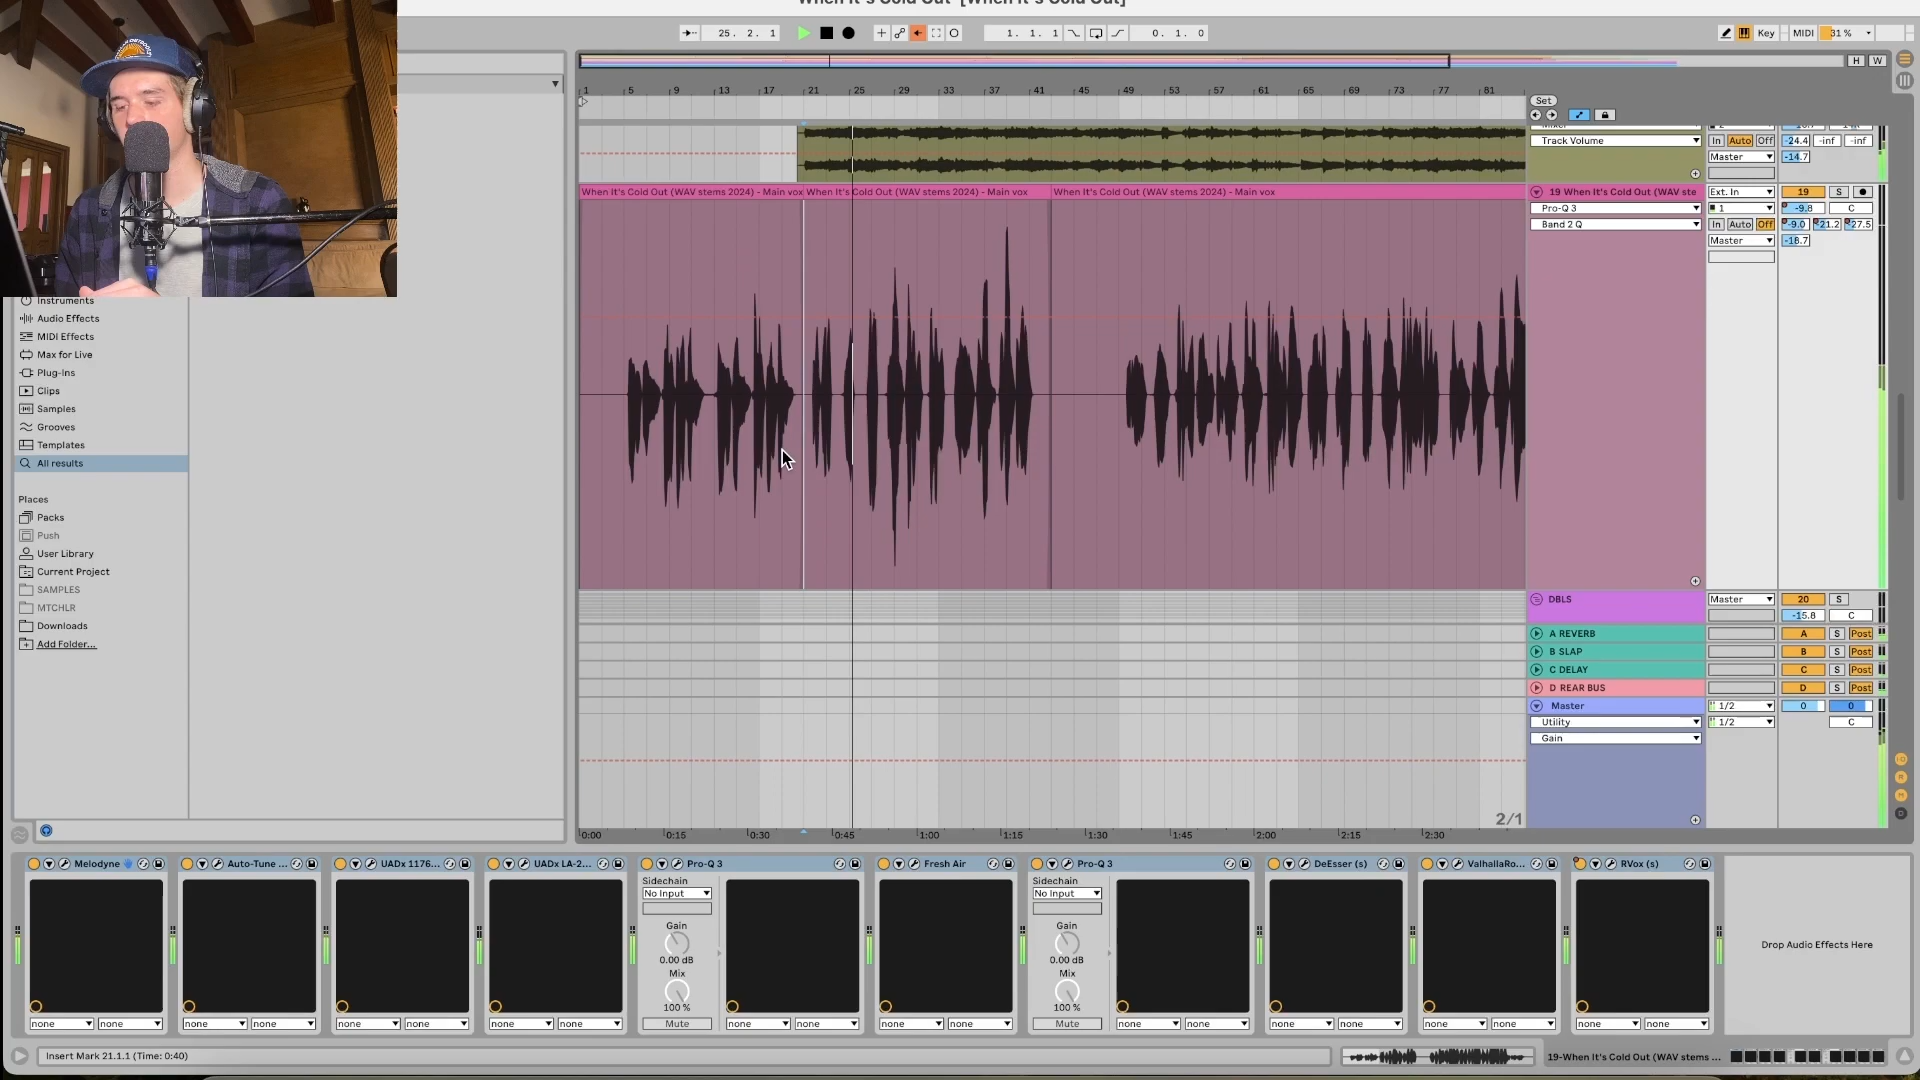 When It's Cold Out [When It's Cold Out]
25. 2. 1
1. 1. 1
0. 1. 0
Key
MIDI
31 %
H W
1 5 9 13 17 21 25 29 33 37 41 45 49 53 57 61 65 69 73 77 81
Set
Mixer
Track Volume
In Auto Off
-24.4 -inf -inf
Master
-14.7
When It's Cold Out (WAV stems 2024) - Main vox
When It's Cold Out (WAV stems 2024) - Main vox
When It's Cold Out (WAV stems 2024) - Main vox
19 When It's Cold Out (WAV ste
Ext. In
19 S
Pro-Q 3
1
-9.8 C
Band 2 Q
In Auto Off
-9.0 -21.2 -27.5
Master
-18.7
Instruments
Audio Effects
MIDI Effects
Max for Live
Plug-Ins
Clips
Samples
Grooves
Templates
All results
Places
Packs
Push
User Library
Current Project
SAMPLES
MTCHLR
Downloads
Add Folder...
DBLS
Master
20 S
-15.8 C
A REVERB
A S Post
B SLAP
B S Post
C DELAY
C S Post
D REAR BUS
D S Post
Master
1/2
0 0
Utility
1/2
C
Gain
2/1
0:00 0:15 0:30 0:45 1:00 1:15 1:30 1:45 2:00 2:15 2:30
Melodyne
Auto-Tune ...
UADx 1176...
UADx LA-2...
Pro-Q 3
Fresh Air
Pro-Q 3
DeEsser (s)
ValhallaRo...
RVox (s)
Sidechain
No Input
Gain
0.00 dB
Mix
100 %
Mute
Sidechain
No Input
Gain
0.00 dB
Mix
100 %
Mute
Drop Audio Effects Here
none none none none none none none none none none none none none none none none none none none none
Insert Mark 21.1.1 (Time: 0:40)
19-When It's Cold Out (WAV stems ...